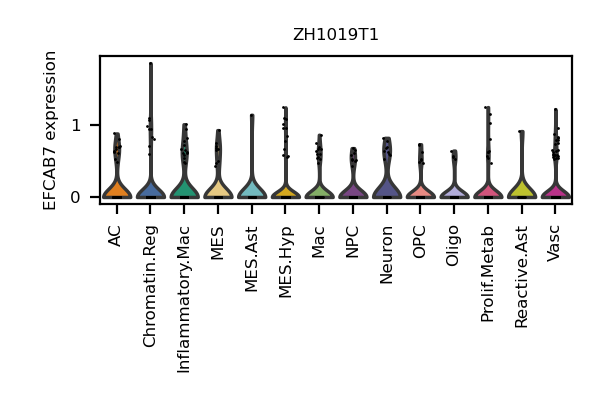 ZH1019T1
EFCAB7 expression
1
0
AC
Chromatin.Reg
Inflammatory.Mac
MES
MES.Ast
MES.Hyp
Mac
NPC
Neuron
OPC
Oligo
Prolif.Metab
Reactive.Ast
Vasc